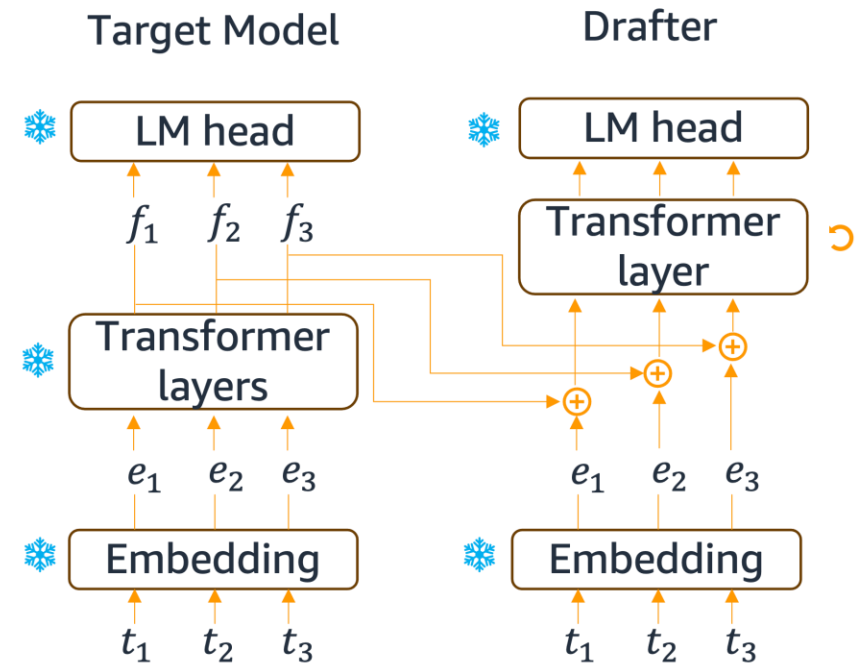 Target Model
Drafter
LM head
LM head
f₁ f₂ f₃
Transformer
layer
Transformer
layers
e₁ e₂ e₃
e₁ e₂ e₃
Embedding
Embedding
t₁ t₂ t₃
t₁ t₂ t₃